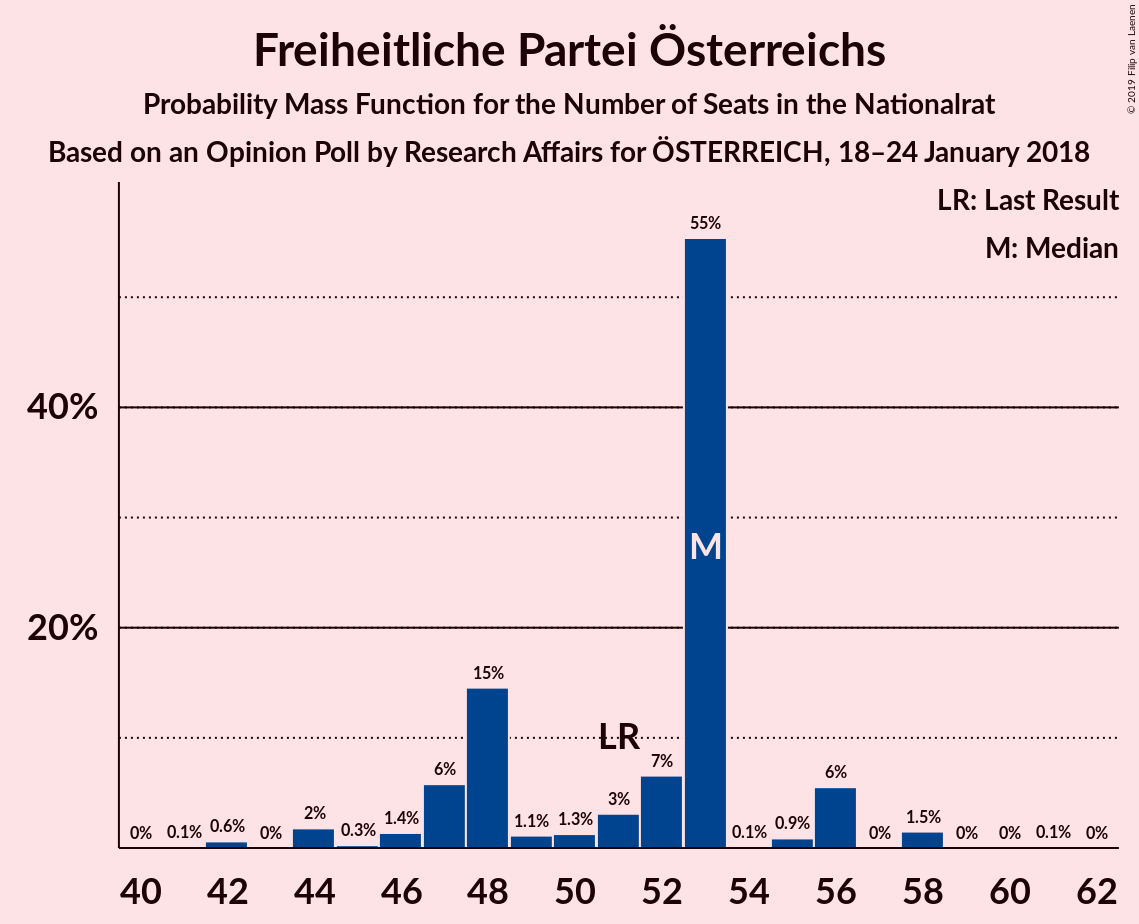 Freiheitliche Partei Österreichs
Probability Mass Function for the Number of Seats in the Nationalrat
Based on an Opinion Poll by Research Affairs for ÖSTERREICH, 18–24 January 2018
© 2019 Filip van Laenen
LR: Last Result
M: Median
40%
20%
0% 0.1% 0.6% 0% 2% 0.3% 1.4% 6% 15% 1.1% 1.3% 3% 7% 55% 0.1% 0.9% 6% 0% 1.5% 0% 0% 0.1% 0%
LR
M
40 42 44 46 48 50 52 54 56 58 60 62